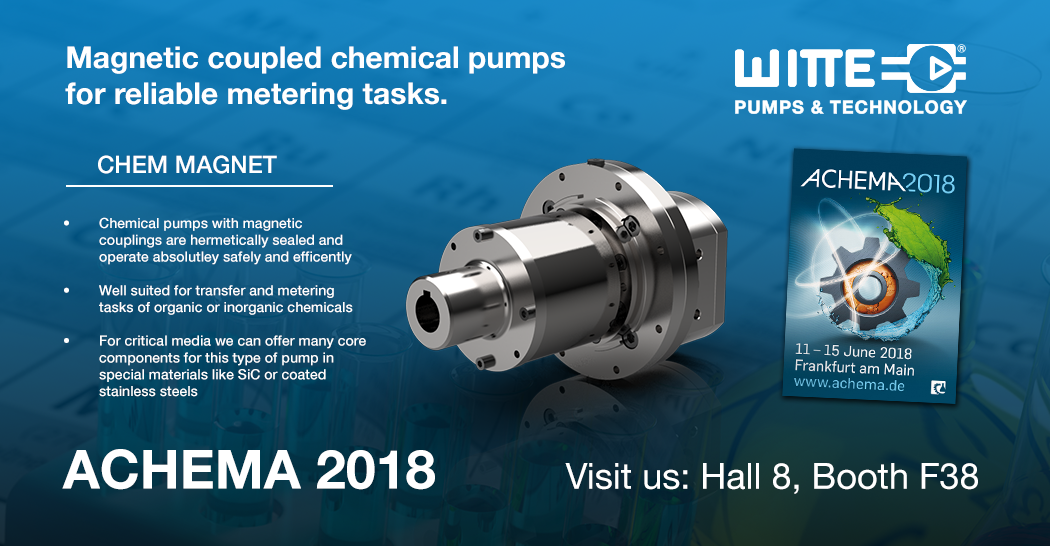 Magnetic coupled chemical pumps
for reliable metering tasks.
WITTE
®
PUMPS & TECHNOLOGY
CHEM MAGNET
• Chemical pumps with magnetic
couplings are hermetically sealed and
operate absolutley safely and efficently
• Well suited for transfer and metering
tasks of organic or inorganic chemicals
• For critical media we can offer many core
components for this type of pump in
special materials like SiC or coated
stainless steels
ACHEMA2018
11 – 15 June 2018
Frankfurt am Main
www.achema.de
ACHEMA 2018
Visit us: Hall 8, Booth F38